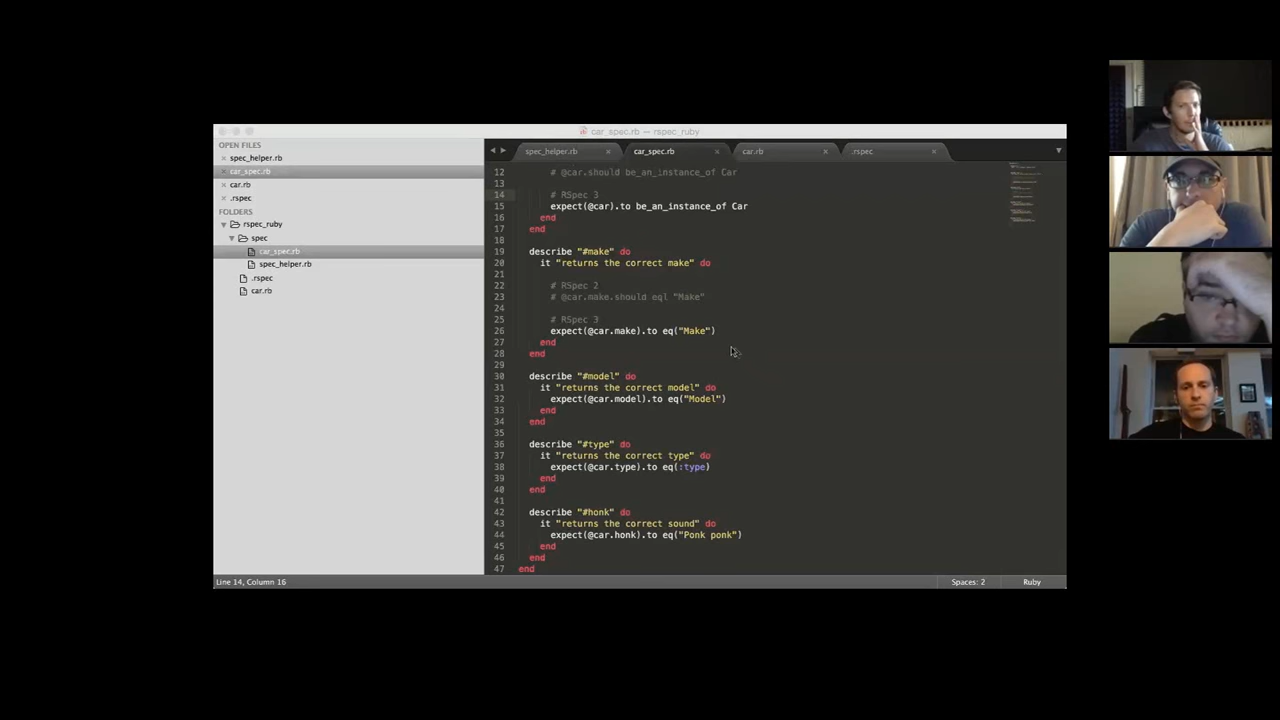 car_spec.rb — rspec_ruby
OPEN FILES
spec_helper.rb
car_spec.rb
car.rb
.rspec
FOLDERS
rspec_ruby
spec
car_spec.rb
spec_helper.rb
.rspec
car.rb
spec_helper.rb × car_spec.rb × car.rb × .rspec ×
12 # @car.should be_an_instance_of Car
13
14 # RSpec 3
15 expect(@car).to be_an_instance_of Car
16 end
17 end
18
19 describe "#make" do
20 it "returns the correct make" do
21
22 # RSpec 2
23 # @car.make.should eql "Make"
24
25 # RSpec 3
26 expect(@car.make).to eq("Make")
27 end
28 end
29
30 describe "#model" do
31 it "returns the correct model" do
32 expect(@car.model).to eq("Model")
33 end
34 end
35
36 describe "#type" do
37 it "returns the correct type" do
38 expect(@car.type).to eq(:type)
39 end
40 end
41
42 describe "#honk" do
43 it "returns the correct sound" do
44 expect(@car.honk).to eq("Ponk ponk")
45 end
46 end
47 end
Line 14, Column 16 Spaces: 2 Ruby